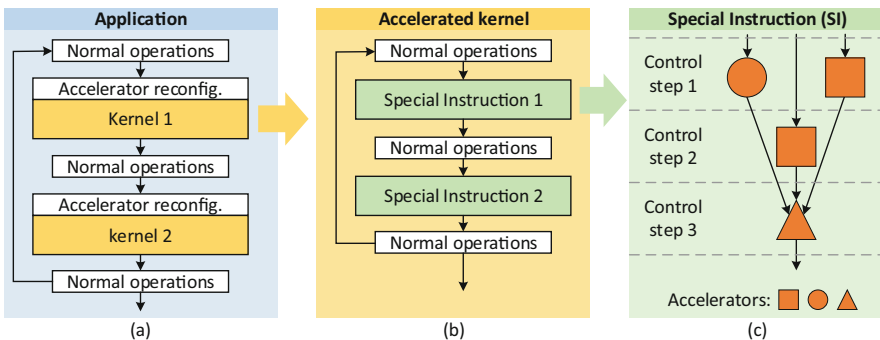 Application
Normal operations
Accelerator reconfig.
Kernel 1
Normal operations
Accelerator reconfig.
kernel 2
Normal operations
(a)
Accelerated kernel
Normal operations
Special Instruction 1
Normal operations
Special Instruction 2
Normal operations
(b)
Special Instruction (SI)
Control
step 1
Control
step 2
Control
step 3
Accelerators:
(c)